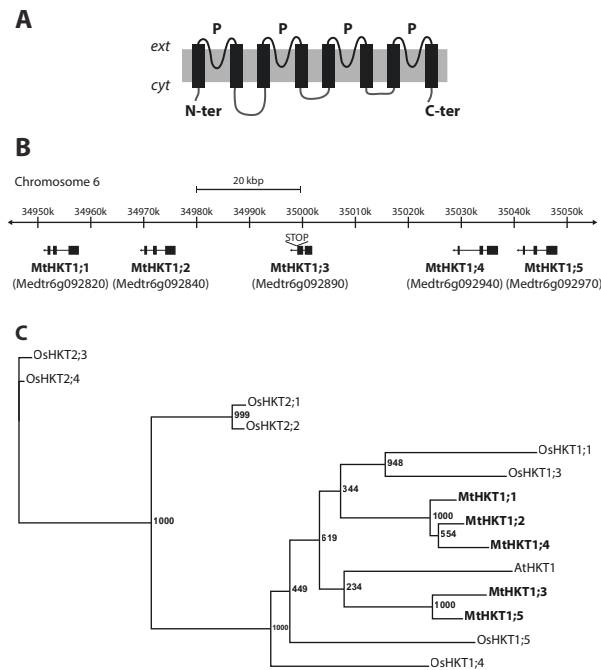 A
P P P P
ext
cyt
N-ter C-ter
B
Chromosome 6
20 kbp
34950k 34960k 34970k 34980k 34990k 35000k 35010k 35020k 35030k 35040k 35050k
STOP
MtHKT1;1 MtHKT1;2 MtHKT1;3 MtHKT1;4 MtHKT1;5
(Medtr6g092820) (Medtr6g092840) (Medtr6g092890) (Medtr6g092940) (Medtr6g092970)
C
OsHKT2;3
OsHKT2;4
OsHKT2;1
999
OsHKT2;2
OsHKT1;1
948
OsHKT1;3
344
MtHKT1;1
1000
MtHKT1;2
1000
554
619
MtHKT1;4
AtHKT1
234
449
MtHKT1;3
1000
MtHKT1;5
1000
OsHKT1;5
OsHKT1;4